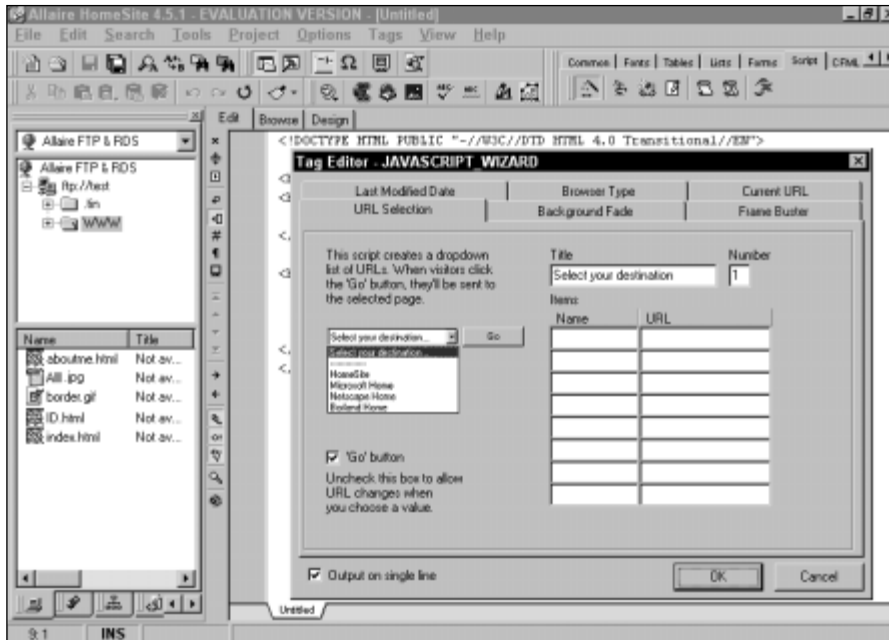 Allaire HomeSite 4.5.1 - EVALUATION VERSION - [Untitled]
File Edit Search Tools Project Options Tags View Help
Common Fonts Tables Lists Forms Script CFML
Edit Browse Design
Allaire FTP & RDS
Allaire FTP & RDS
ftp://test
WWW
Name Title
aboutme.html Not av...
AllI .jpg Not av...
border.gif Not av...
ID.html Not av...
index.html Not av...
<!DOCTYPE HTML PUBLIC "-//W3C//DTD HTML 4.0 Transitional//EN">
Tag Editor - JAVASCRIPT_WIZARD
Last Modified Date Browser Type Current URL
URL Selection Background Fade Frame Buster
This script creates a dropdown
list of URLs. When visitors click
the 'Go' button, they'll be sent to
the selected page.
Title Number
Select your destination 1
Items
Name URL
Select your destination... Go
Select your destination...
HomeSite
Microsoft Home
Netscape Home
Borland Home
'Go' button
Uncheck this box to allow
URL changes when
you choose a value.
Output on single line
OK Cancel
Untitled
9:1 INS